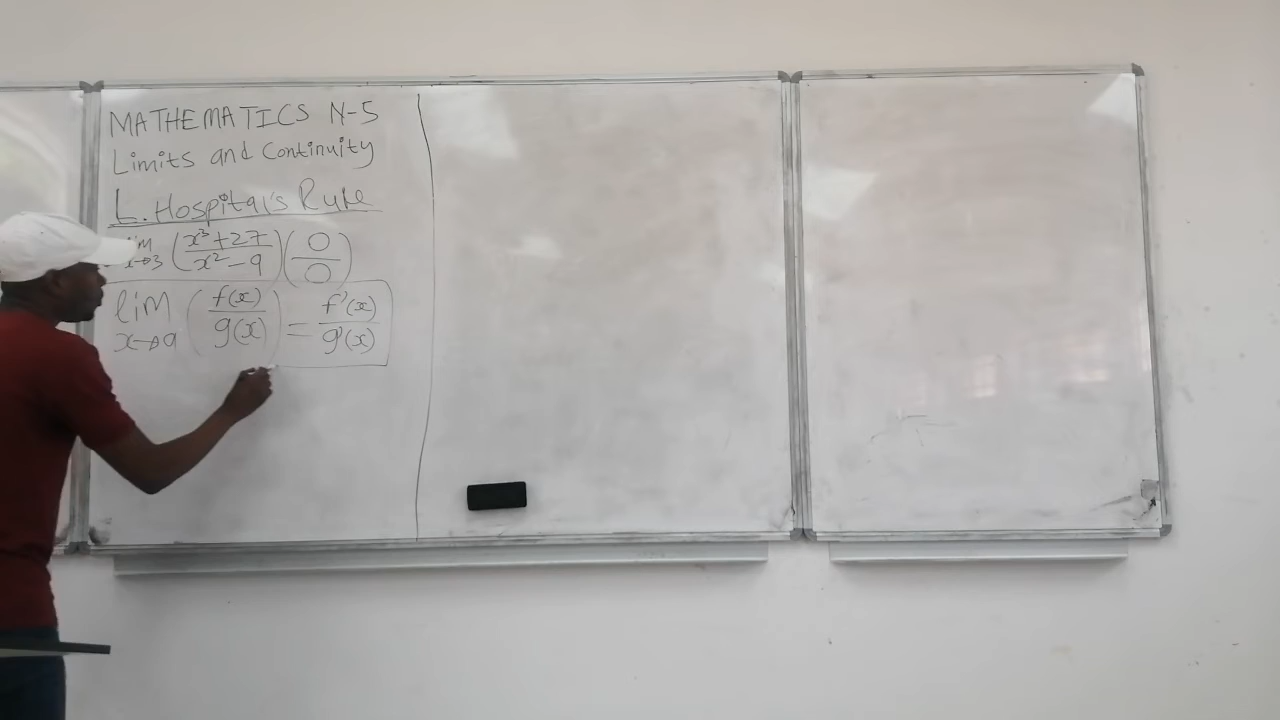 MATHEMATICS N-5
Limits and Continuity
L. Hospital's Rule
lim x→3 (x³+27 / x²-9) (0/0)
lim x→a (f(x) / g(x)) = f'(x) / g'(x)